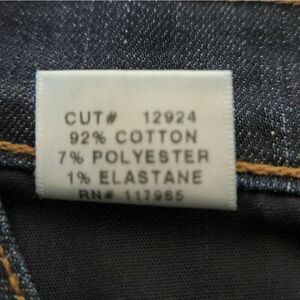 CUT# 12924
92% COTTON
7% POLYESTER
1% ELASTANE
RN# 117965